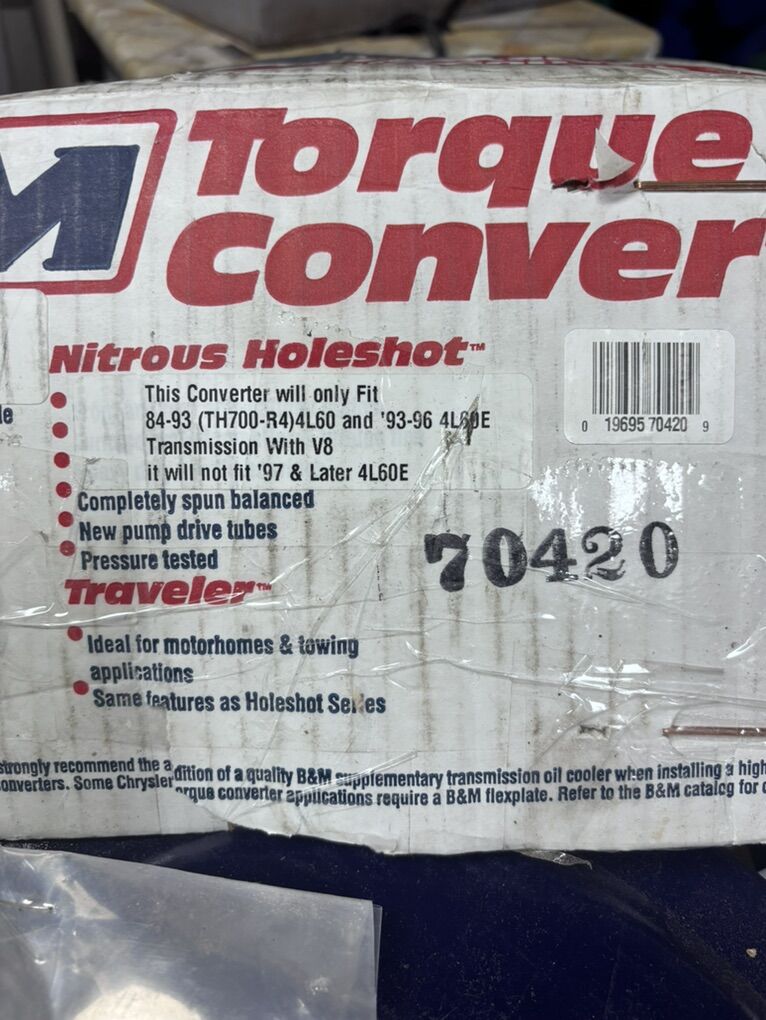 M
Torque
Conver
Nitrous Holeshot™
This Converter will only Fit
84-93 (TH700-R4)4L60 and '93-96 4L60E
Transmission With V8
it will not fit '97 & Later 4L60E
0 19695 70420 9
Completely spun balanced
New pump drive tubes
Pressure tested
70420
Traveler™
Ideal for motorhomes & towing
applications
Same features as Holeshot Series
strongly recommend the addition of a quality B&M supplementary transmission oil cooler when installing a high
onverters. Some Chrysler torque converter applications require a B&M flexplate. Refer to the B&M catalog for